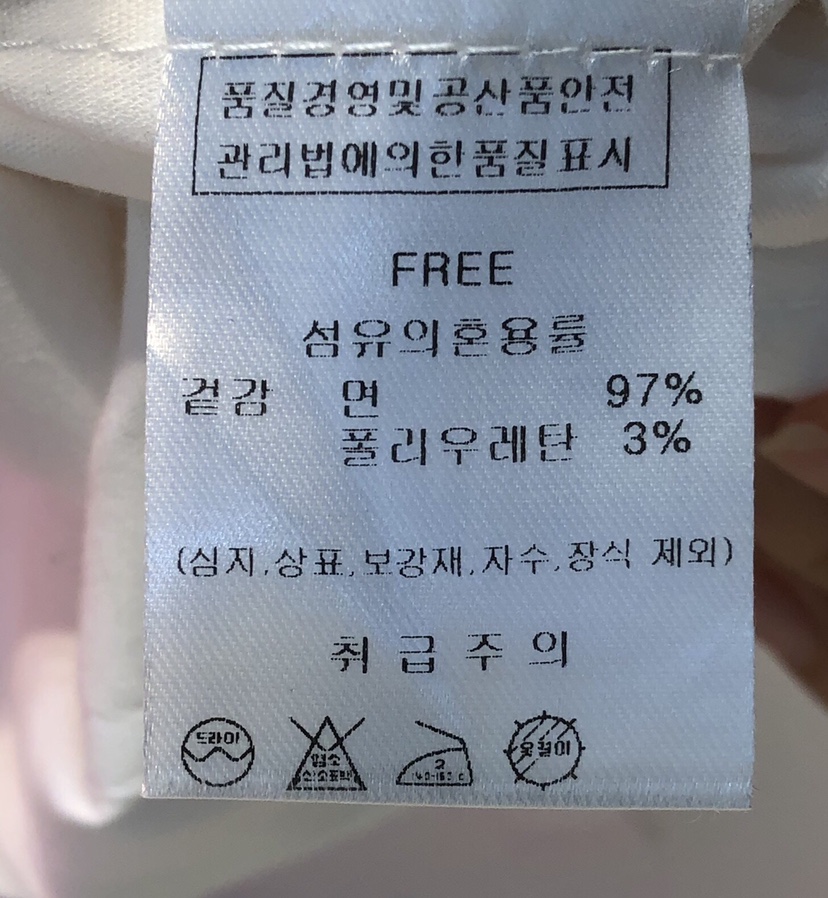 품질경영및공산품안전
관리법에의한품질표시
FREE
섬유의혼용률
겉감 면 97%
폴리우레탄 3%
(심지,상표,보강재,자수,장식 제외)
취급주의
드라이
염소
산소표백
2
옷걸이